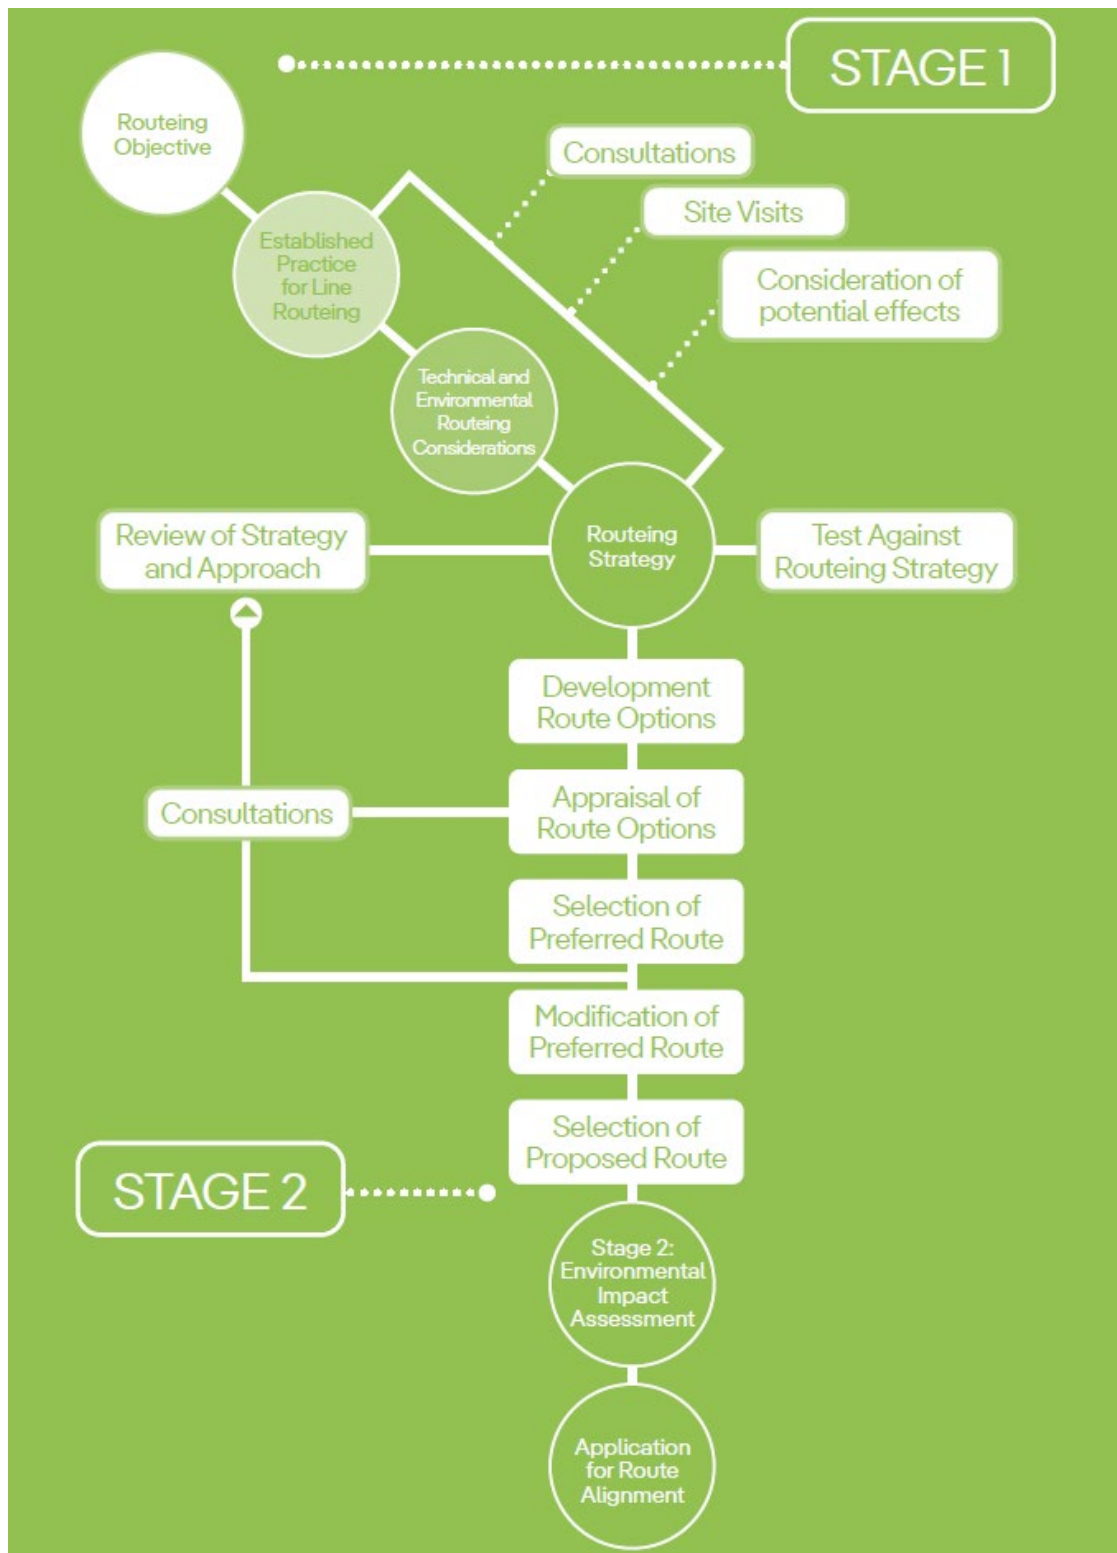 STAGE 1
Routeing
Objective
Consultations
Site Visits
Established
Practice
for Line
Routeing
Consideration of
potential effects
Technical and
Environmental
Routeing
Considerations
Review of Strategy
and Approach
Routeing
Strategy
Test Against
Routeing Strategy
Development
Route Options
Consultations
Appraisal of
Route Options
Selection of
Preferred Route
Modification of
Preferred Route
Selection of
Proposed Route
STAGE 2
Stage 2:
Environmental
Impact
Assessment
Application
for Route
Alignment